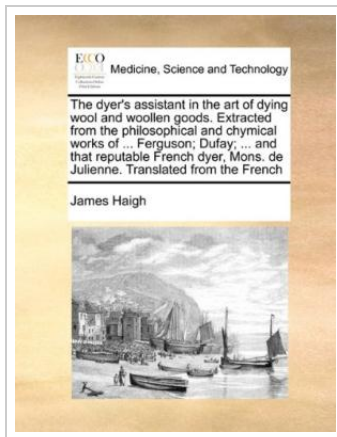 ECCO
Medicine, Science and Technology
The dyer's assistant in the art of dying
wool and woollen goods. Extracted
from the philosophical and chymical
works of ... Ferguson; Dufay; ... and
that reputable French dyer, Mons. de
Julienne. Translated from the French
James Haigh